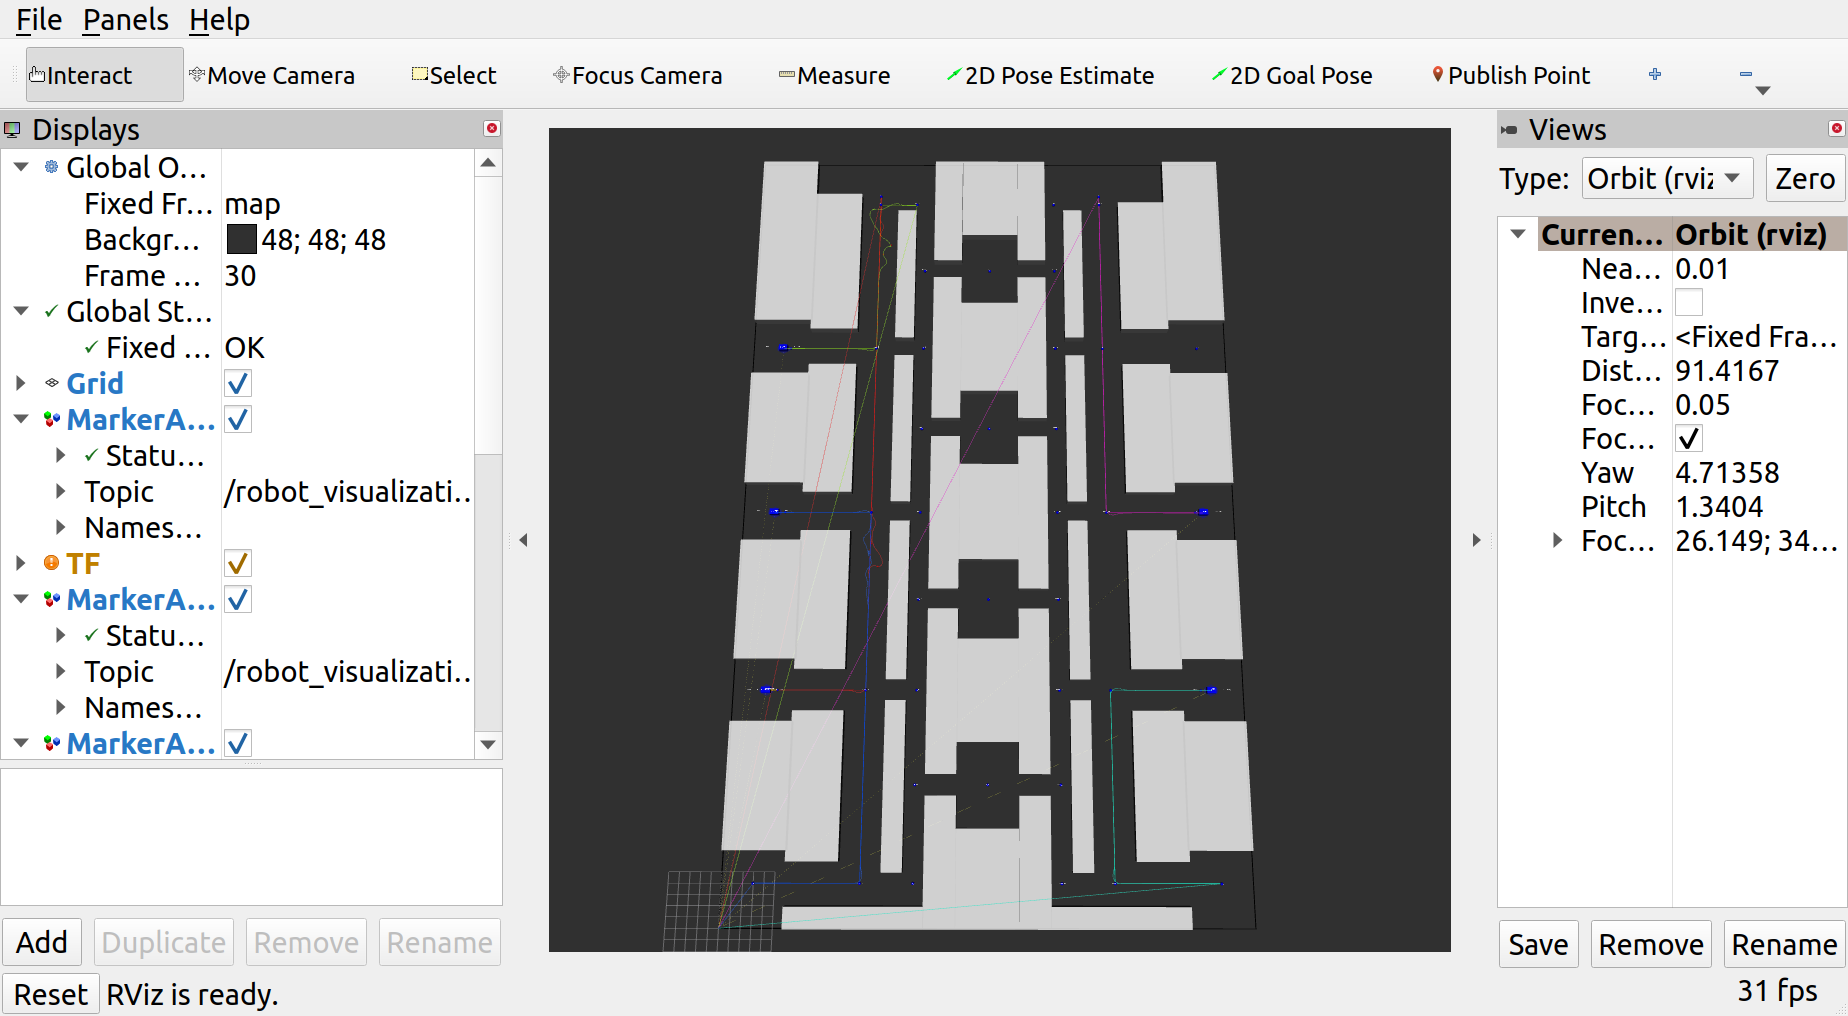 File Panels Help
Interact Move Camera Select Focus Camera Measure 2D Pose Estimate 2D Goal Pose Publish Point
Displays
Global O...
Fixed Fr... map
Backgr... 48; 48; 48
Frame ... 30
Global St...
Fixed ... OK
Grid
MarkerA...
Statu...
Topic /robot_visualizati..
Names...
TF
MarkerA...
Statu...
Topic /robot_visualizati..
Names...
MarkerA...
Add Duplicate Remove Rename
Reset RViz is ready.
Views
Type: Orbit (rviz Zero
Curren... Orbit (rviz)
Nea... 0.01
Inve...
Targ... <Fixed Fra...
Dist... 91.4167
Foc... 0.05
Foc...
Yaw 4.71358
Pitch 1.3404
Foc... 26.149; 34...
Save Remove Rename
31 fps